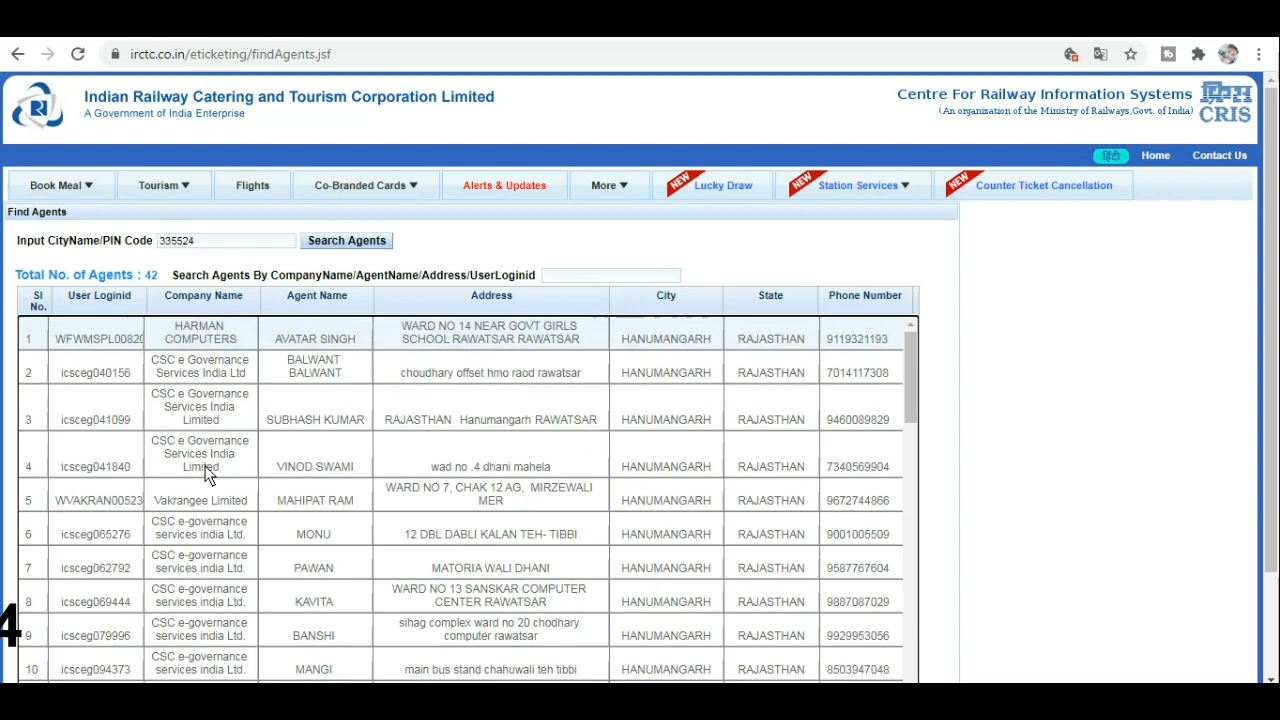 irctc.co.in/eticketing/findAgents.jsf
Indian Railway Catering and Tourism Corporation Limited
A Government of India Enterprise
Centre For Railway Information Systems
(An organization of the Ministry of Railways,Govt. of India)
क्रिस
CRIS
हिंदी Home Contact Us
Book Meal Tourism Flights Co-Branded Cards Alerts & Updates More NEW Lucky Draw NEW Station Services NEW Counter Ticket Cancellation
Find Agents
Input CityName/PIN Code 335524 Search Agents
Total No. of Agents : 42 Search Agents By CompanyName/AgentName/Address/UserLoginid
Sl No. User Loginid Company Name Agent Name Address City State Phone Number
1 WFWMSPL00820 HARMAN COMPUTERS AVATAR SINGH WARD NO 14 NEAR GOVT GIRLS SCHOOL RAWATSAR RAWATSAR HANUMANGARH RAJASTHAN 9119321193
2 icsceg040156 CSC e Governance Services India Ltd BALWANT BALWANT choudhary offset hmo raod rawatsar HANUMANGARH RAJASTHAN 7014117308
3 icsceg041099 CSC e Governance Services India Limited SUBHASH KUMAR RAJASTHAN Hanumangarh RAWATSAR HANUMANGARH RAJASTHAN 9460089829
4 icsceg041840 CSC e Governance Services India Limited VINOD SWAMI wad no .4 dhani mahela HANUMANGARH RAJASTHAN 7340569904
5 WVAKRAN00523 Vakrangee Limited MAHIPAT RAM WARD NO 7, CHAK 12 AG, MIRZEWALI MER HANUMANGARH RAJASTHAN 9672744866
6 icsceg065276 CSC e-governance services india Ltd. MONU 12 DBL DABLI KALAN TEH- TIBBI HANUMANGARH RAJASTHAN 9001005509
7 icsceg062792 CSC e-governance services india Ltd. PAWAN MATORIA WALI DHANI HANUMANGARH RAJASTHAN 9587767604
8 icsceg069444 CSC e-governance services india Ltd. KAVITA WARD NO 13 SANSKAR COMPUTER CENTER RAWATSAR HANUMANGARH RAJASTHAN 9887087029
9 icsceg079996 CSC e-governance services india Ltd. BANSHI sihag complex ward no 20 chodhary computer rawatsar HANUMANGARH RAJASTHAN 9929953056
10 icsceg094373 CSC e-governance services india Ltd. MANGI main bus stand chahuwali teh tibbi HANUMANGARH RAJASTHAN 8503947048
4